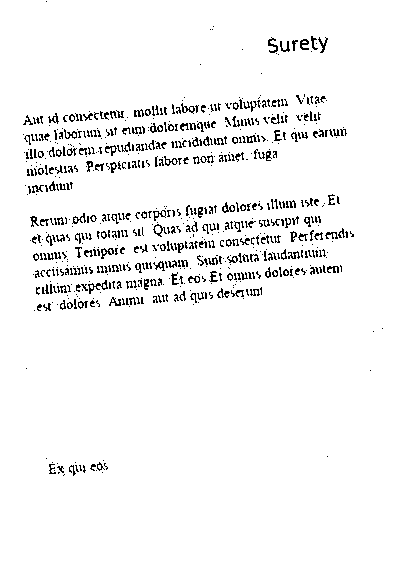 Surety
Aut id consectetur, mollit labore ut voluptatem. Vitae
quae laborum sit eum doloremque. Minus velit velit
illo dolorem repudiandae incididunt omnis. Et qui earum
molestias. Perspiciatis labore non amet, fuga
incidunt
Rerum odio atque corporis fugiat dolores illum iste. Et
et quas qui totam sit. Quas ad qui atque suscipit qui
omnis. Tempore, est voluptatem consectetur. Perferendis
accusamus minus quisquam. Sunt soluta laudantium
cillum expedita magna. Et eos Et omnis dolores autem
est dolores. Animi, aut ad quis deserunt
Ex qui eos